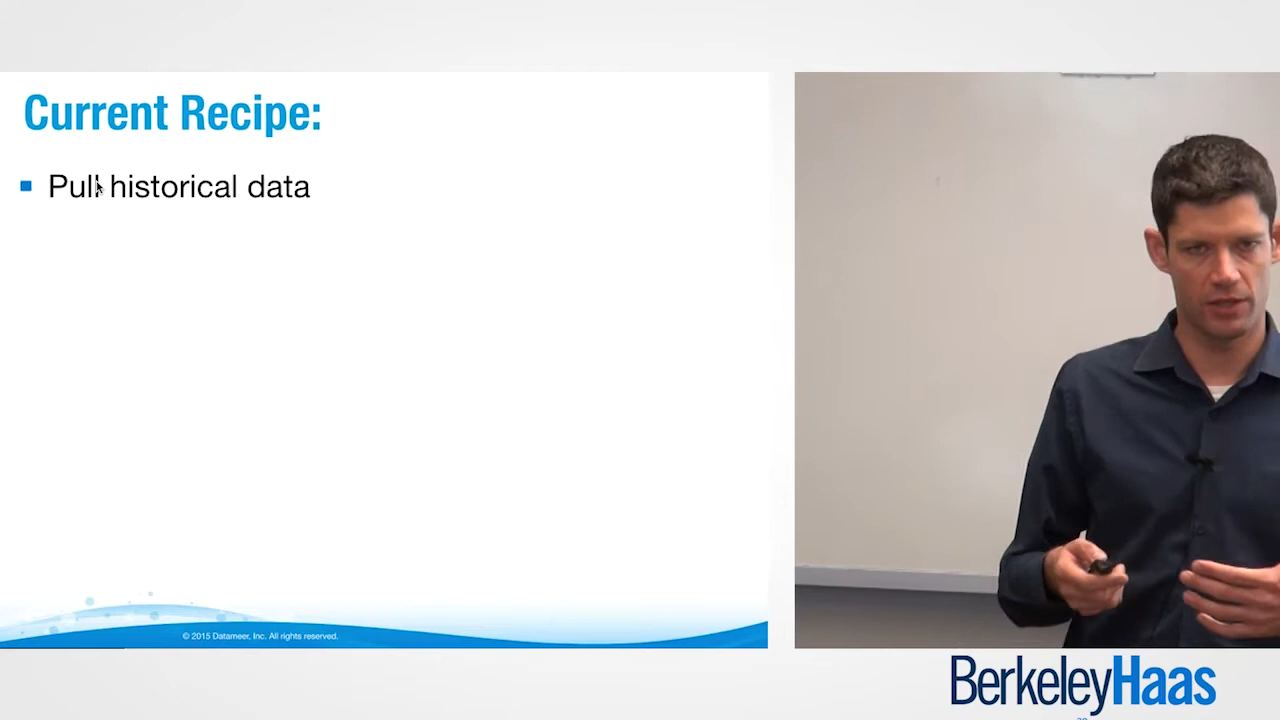 Current Recipe:
Pull historical data
© 2015 Datameer, Inc. All rights reserved.
BerkeleyHaas